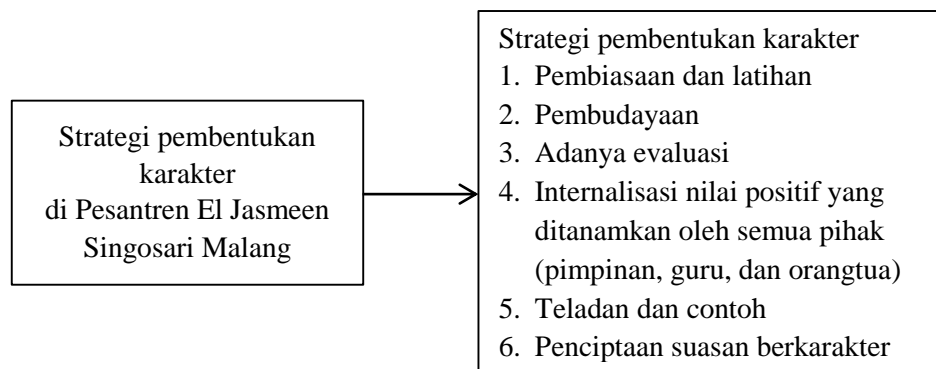 Strategi pembentukan
karakter
di Pesantren El Jasmeen
Singosari Malang
Strategi pembentukan karakter
1. Pembiasaan dan latihan
2. Pembudayaan
3. Adanya evaluasi
4. Internalisasi nilai positif yang
ditanamkan oleh semua pihak
(pimpinan, guru, dan orangtua)
5. Teladan dan contoh
6. Penciptaan suasan berkarakter